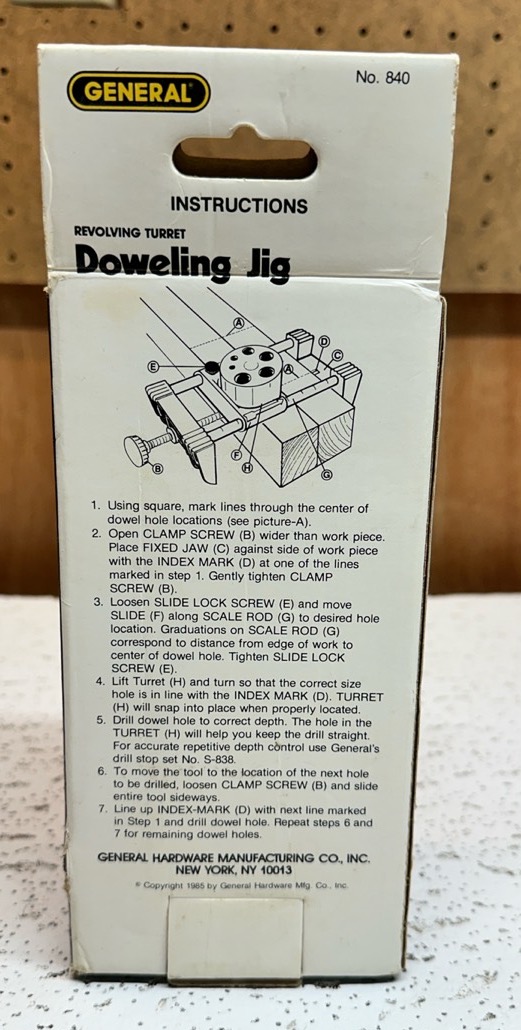 GENERAL
No. 840
INSTRUCTIONS
REVOLVING TURRET
Doweling Jig
A
D
C
E
A
F
H
B
G
1. Using square, mark lines through the center of
dowel hole locations (see picture-A).
2. Open CLAMP SCREW (B) wider than work piece.
Place FIXED JAW (C) against side of work piece
with the INDEX MARK (D) at one of the lines
marked in step 1. Gently tighten CLAMP
SCREW (B).
3. Loosen SLIDE LOCK SCREW (E) and move
SLIDE (F) along SCALE ROD (G) to desired hole
location. Graduations on SCALE ROD (G)
correspond to distance from edge of work to
center of dowel hole. Tighten SLIDE LOCK
SCREW (E).
4. Lift Turret (H) and turn so that the correct size
hole is in line with the INDEX MARK (D). TURRET
(H) will snap into place when properly located.
5. Drill dowel hole to correct depth. The hole in the
TURRET (H) will help you keep the drill straight.
For accurate repetitive depth control use General's
drill stop set No. S-838.
6. To move the tool to the location of the next hole
to be drilled, loosen CLAMP SCREW (B) and slide
entire tool sideways.
7. Line up INDEX-MARK (D) with next line marked
in Step 1 and drill dowel hole. Repeat steps 6 and
7 for remaining dowel holes.
GENERAL HARDWARE MANUFACTURING CO., INC.
NEW YORK, NY 10013
© Copyright 1985 by General Hardware Mfg. Co., Inc.